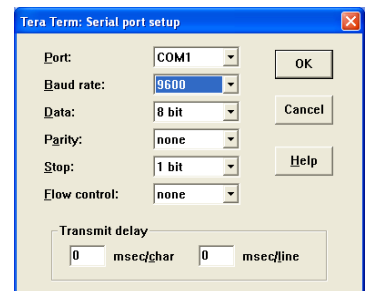 Tera Term: Serial port setup
Port: COM1 OK
Baud rate: 9600
Data: 8 bit Cancel
Parity: none
Stop: 1 bit Help
Flow control: none
Transmit delay
0 msec/char 0 msec/line